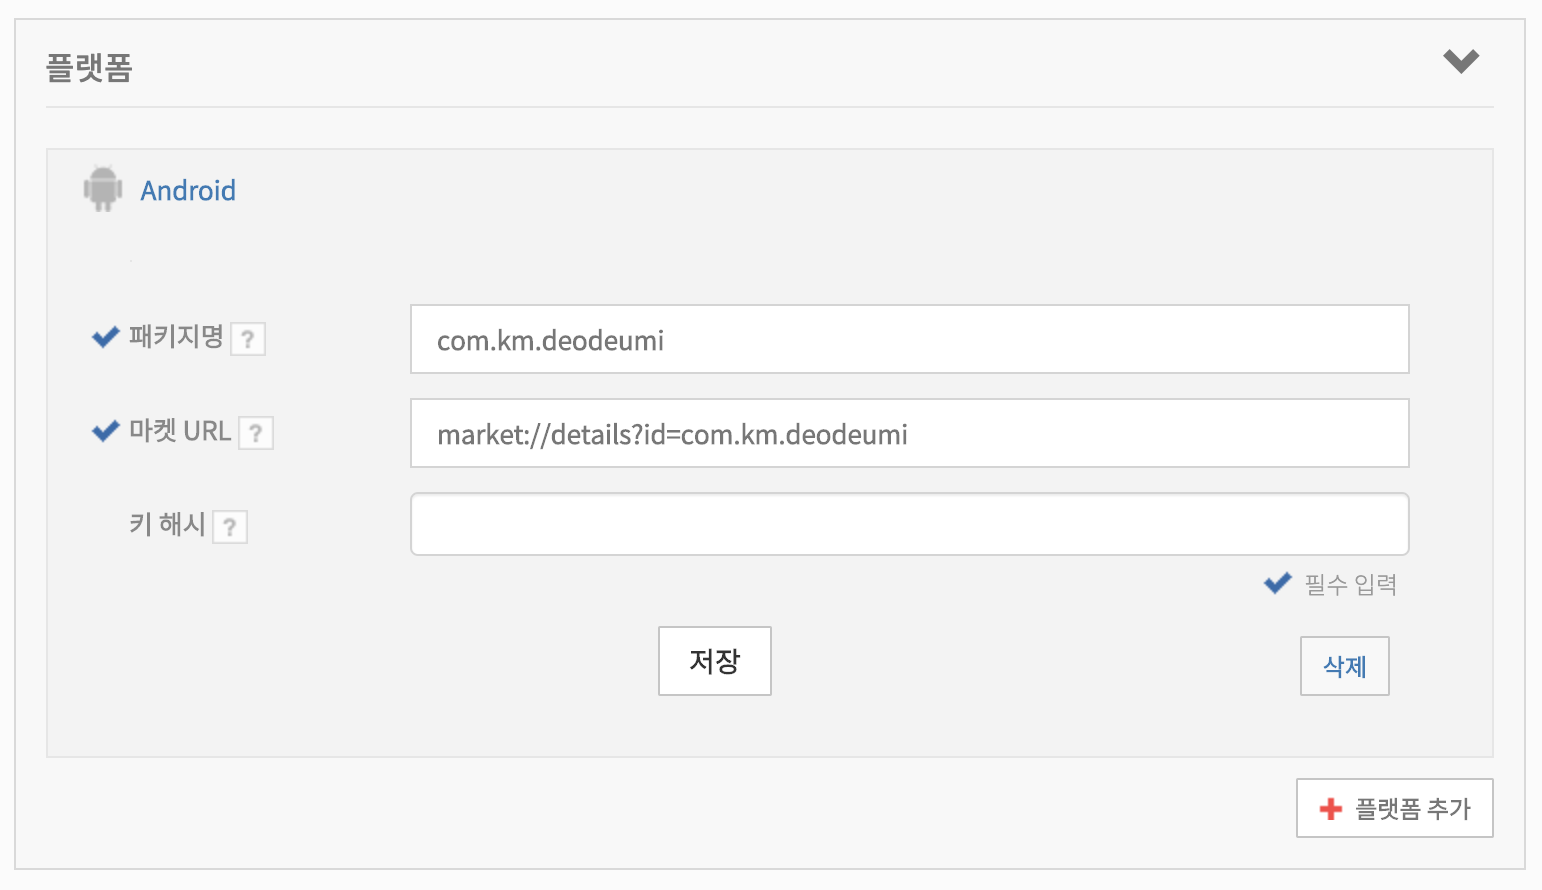 플랫폼
Android
패키지명 ? com.km.deodeumi
마켓 URL ? market://details?id=com.km.deodeumi
키 해시 ?
필수 입력
저장 삭제
플랫폼 추가